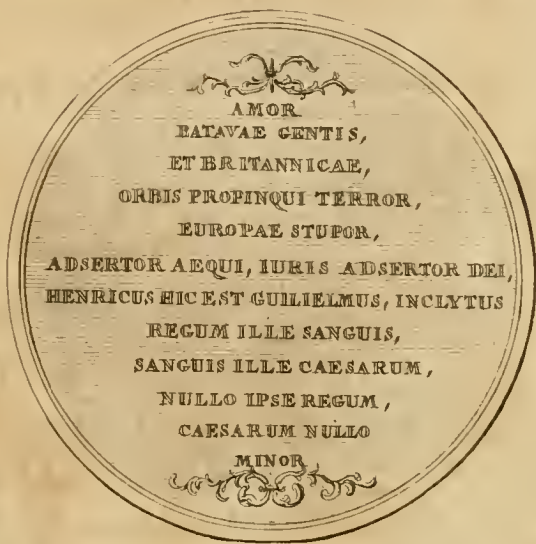 AMOR
BATAVAE GENTIS,
ET BRITANNICAE,
ORBIS PROPINQUI TERROR,
EUROPAE STUPOR,
ADSERTOR AEQUI, IURIS ADSERTOR DEI,
HENRICUS HIC EST GUILIELMUS, INCLYTUS
REGUM ILLE SANGUIS,
SANGUIS ILLE CAESARUM,
NULLO IPSE REGUM,
CAESARUM NULLO
MINOR